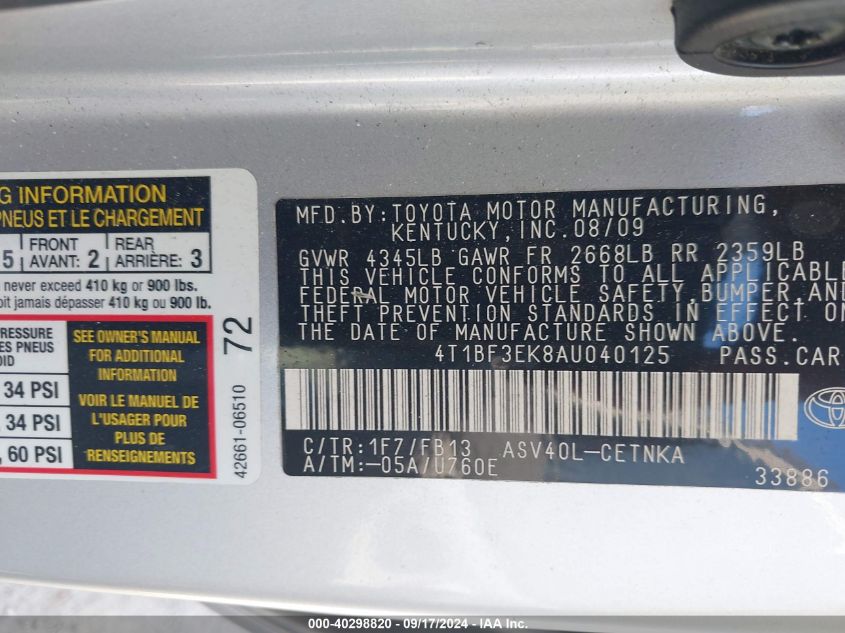 G INFORMATION
PNEUS ET LE CHARGEMENT
5 FRONT AVANT: 2 REAR ARRIÈRE: 3
never exceed 410 kg or 900 lbs.
oit jamais dépasser 410 kg ou 900 lb.
RESSURE
ES PNEUS
OID
34 PSI
, 34 PSI
, 60 PSI
SEE OWNER'S MANUAL
FOR ADDITIONAL
INFORMATION
VOIR LE MANUEL DE
L'USAGER POUR
PLUS DE
RENSEIGNEMENTS
72
42661-06510
MFD.BY:TOYOTA MOTOR MANUFACTURING,
KENTUCKY, INC.08/09
GVWR 4345LB GAWR FR 2668LB RR 2359LB
THIS VEHICLE CONFORMS TO ALL APPLICABLE
FEDERAL MOTOR VEHICLE SAFETY,BUMPER,AND
THEFT PREVENTION STANDARDS IN EFFECT ON
THE DATE OF MANUFACTURE SHOWN ABOVE.
4T1BF3EK8AU040125 PASS.CAR
C/TR:1F7/FB13 ASV40L-CETNKA
A/TM:-05A/U760E
33886
000-40298820 - 09/17/2024 - IAAI Inc.